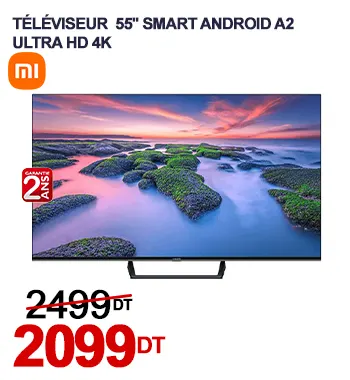 TÉLÉVISEUR 55" SMART ANDROID A2
ULTRA HD 4K
mi
GARANTIE
2 ANS
2499DT
2099DT